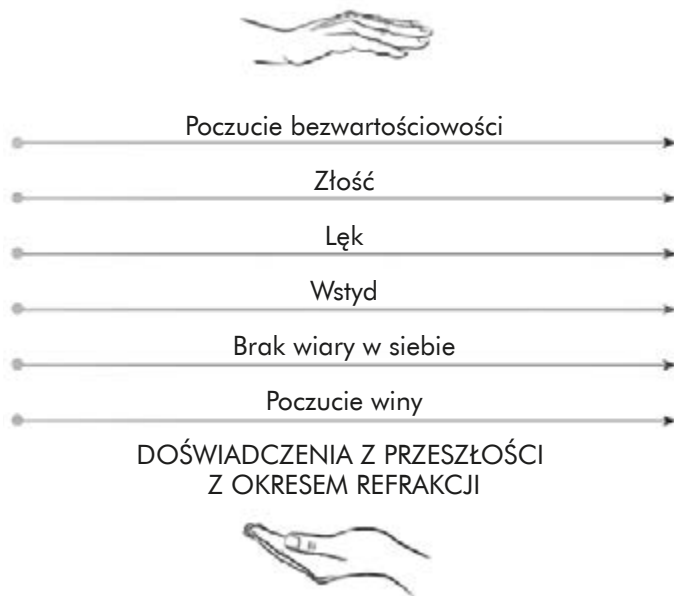 Poczucie bezwartościowości
Złość
Lęk
Wstyd
Brak wiary w siebie
Poczucie winy
DOŚWIADCZENIA Z PRZESZŁOŚCI
Z OKRESEM REFRAKCJI